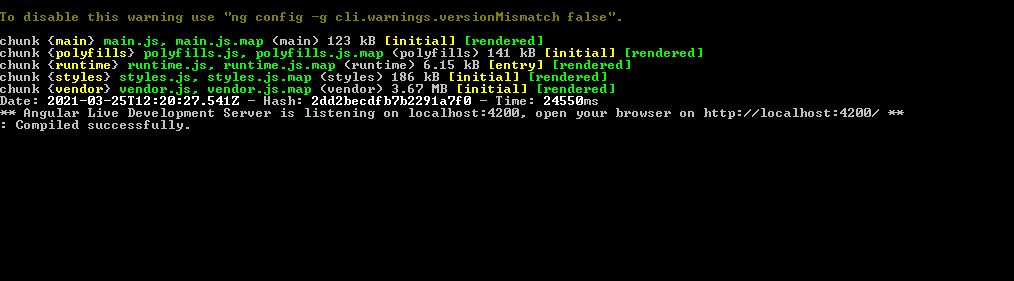 To disable this warning use "ng config -g cli.warnings.versionMismatch false".
chunk {main} main.js, main.js.map (main) 123 kB [initial] [rendered]
chunk {polyfills} polyfills.js, polyfills.js.map (polyfills) 141 kB [initial] [rendered]
chunk {runtime} runtime.js, runtime.js.map (runtime) 6.15 kB [entry] [rendered]
chunk {styles} styles.js, styles.js.map (styles) 186 kB [initial] [rendered]
chunk {vendor} vendor.js, vendor.js.map (vendor) 3.67 MB [initial] [rendered]
Date: 2021-03-25T12:20:27.541Z - Hash: 2dd2becdfb7b2291a7f0 - Time: 24550ms
** Angular Live Development Server is listening on localhost:4200, open your browser on http://localhost:4200/ **
: Compiled successfully.